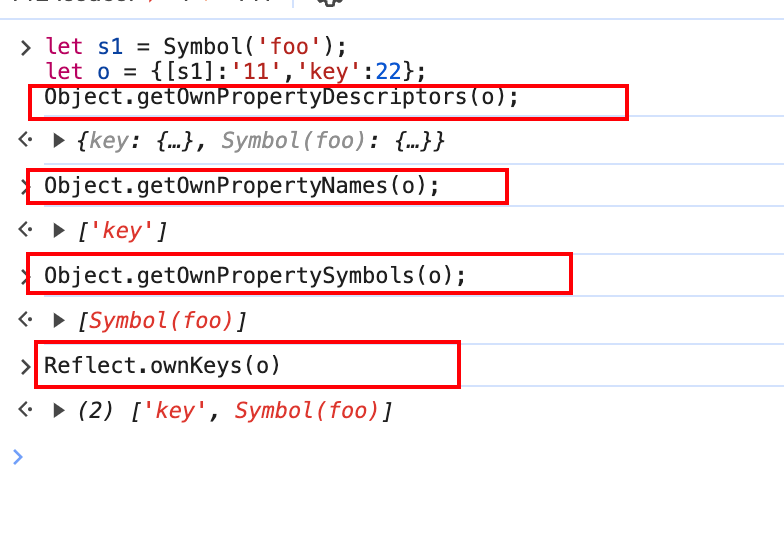 > let s1 = Symbol('foo');
let o = {[s1]:'11','key':22};
Object.getOwnPropertyDescriptors(o);
▶ {key: {…}, Symbol(foo): {…}}
Object.getOwnPropertyNames(o);
▶ ['key']
Object.getOwnPropertySymbols(o);
▶ [Symbol(foo)]
> Reflect.ownKeys(o)
▶ (2) ['key', Symbol(foo)]
>